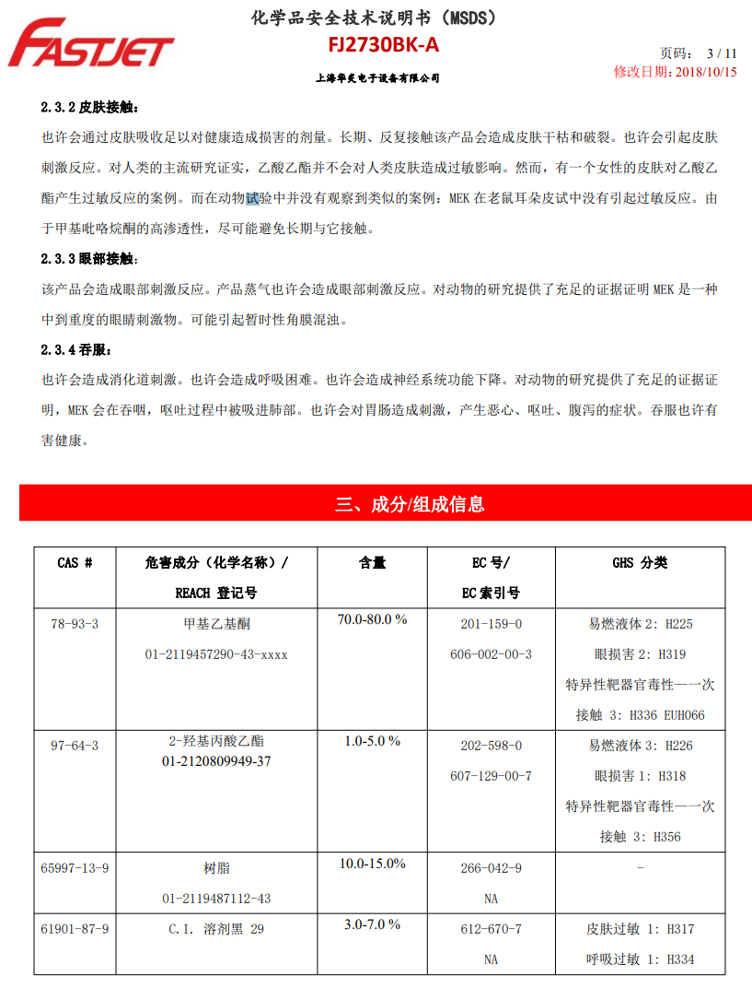 FASTJET
化学品安全技术说明书（MSDS）
FJ2730BK-A
上海华炙电子设备有限公司
页码： 3 / 11
修改日期：2018/10/15
2.3.2 皮肤接触：
也许会通过皮肤吸收足以对健康造成损害的剂量。长期、反复接触该产品会造成皮肤干枯和破裂。也许会引起皮肤
刺激反应。对人类的主流研究证实，乙酸乙酯并不会对人类皮肤造成过敏影响。然而，有一个女性的皮肤对乙酸乙
酯产生过敏反应的案例。而在动物试验中并没有观察到类似的案例：MEK 在老鼠耳朵皮试中没有引起过敏反应。由
于甲基吡咯烷酮的高渗透性，尽可能避免长期与它接触。
2.3.3 眼部接触：
该产品会造成眼部刺激反应。产品蒸气也许会造成眼部刺激反应。对动物的研究提供了充足的证据证明 MEK 是一种
中到重度的眼睛刺激物。可能引起暂时性角膜混浊。
2.3.4 吞服：
也许会造成消化道刺激。也许会造成呼吸困难。也许会造成神经系统功能下降。对动物的研究提供了充足的证据证
明，MEK 会在吞咽，呕吐过程中被吸进肺部。也许会对胃肠造成刺激，产生恶心、呕吐、腹泻的症状。吞服也许有
害健康。
三、成分/组成信息
CAS # 危害成分（化学名称）/ 含量 EC 号/ GHS 分类
REACH 登记号 EC 索引号
78-93-3 甲基乙基酮 70.0-80.0 % 201-159-0 易燃液体 2: H225
01-2119457290-43-xxxx 606-002-00-3 眼损害 2: H319
特异性靶器官毒性—一次
接触 3: H336 EUH066
97-64-3 2-羟基丙酸乙酯 1.0-5.0 % 202-598-0 易燃液体 3: H226
01-2120809949-37 607-129-00-7 眼损害 1: H318
特异性靶器官毒性—一次
接触 3: H356
65997-13-9 树脂 10.0-15.0% 266-042-9 -
01-2119487112-43 NA
61901-87-9 C.I. 溶剂黑 29 3.0-7.0 % 612-670-7 皮肤过敏 1: H317
NA 呼吸过敏 1: H334